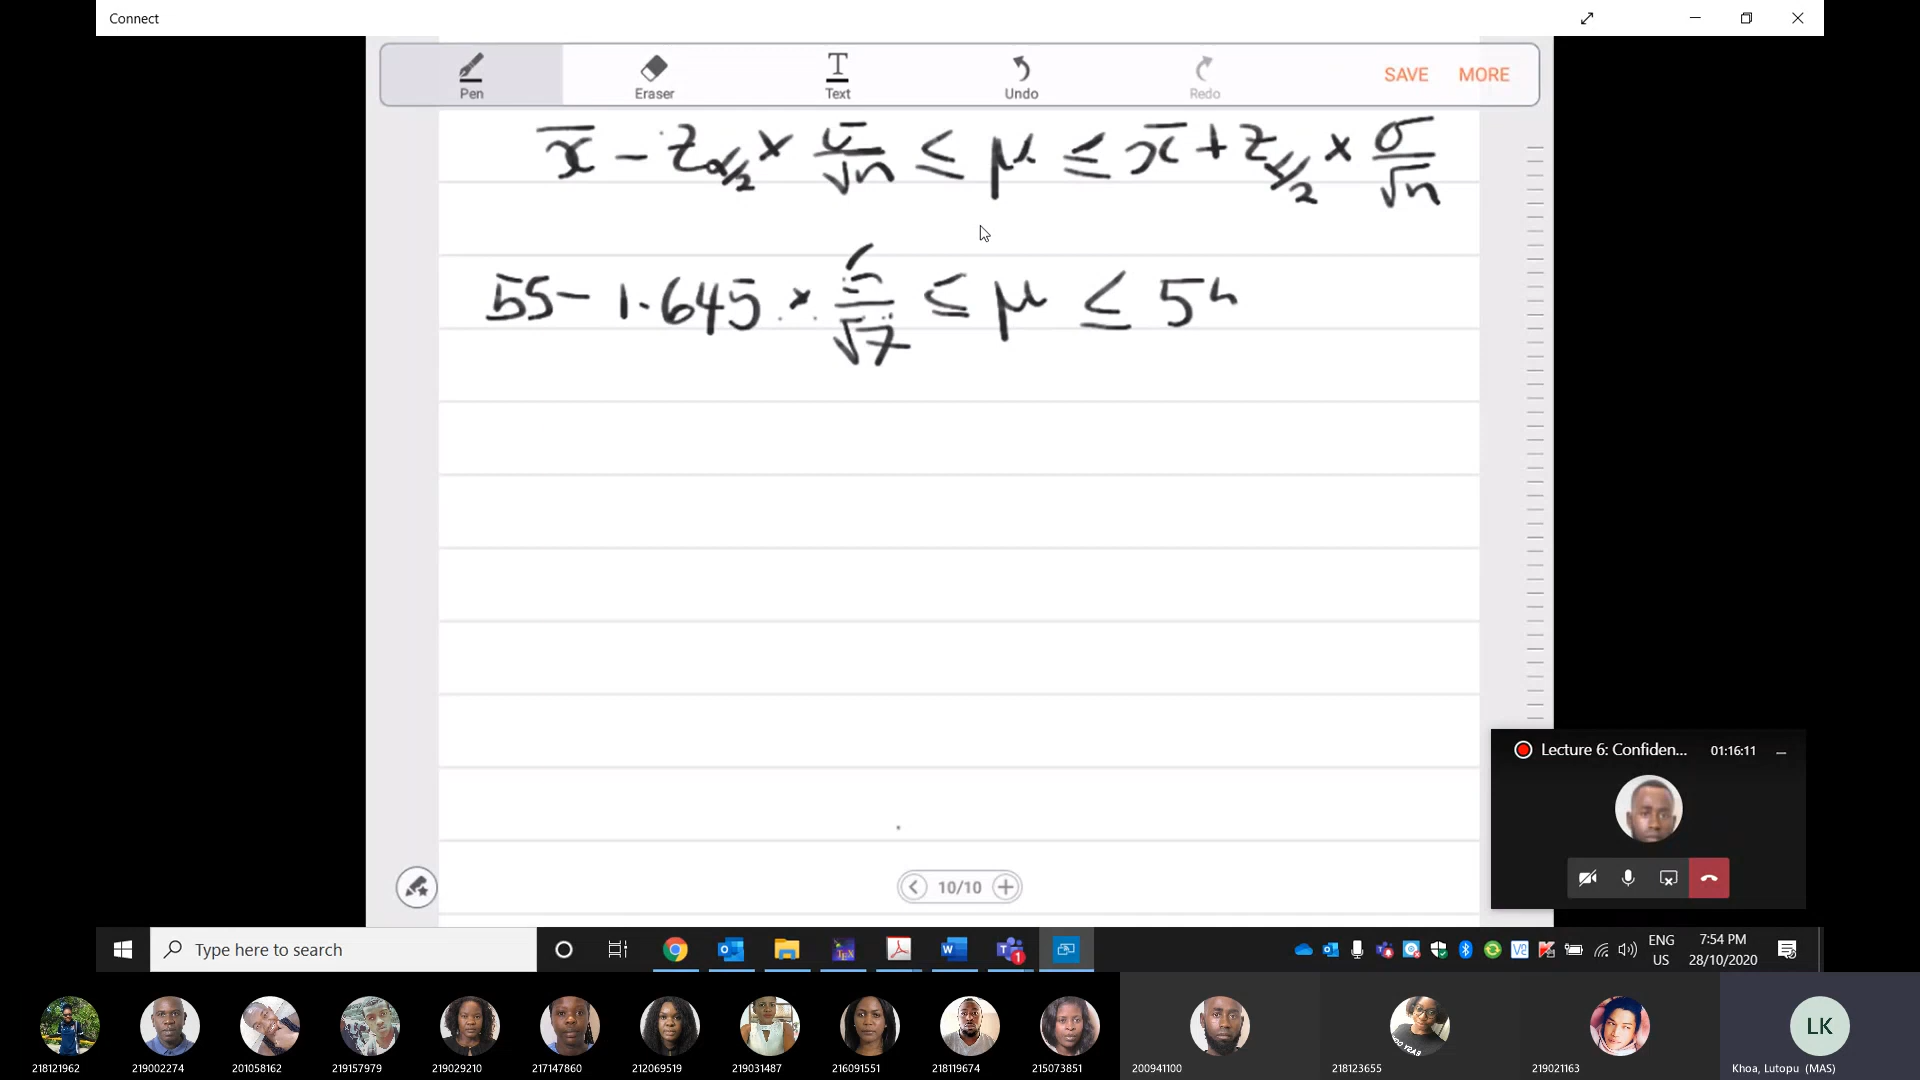 Connect
Pen
Eraser
Text
Undo
Redo
SAVE
MORE
x̄ - z_{α/2} × σ/√n ≤ μ ≤ x̄ + z_{α/2} × σ/√n
55 - 1.645 × /√7 ≤ μ ≤ 5
10/10
Lecture 6: Confiden...
01:16:11
Type here to search
ENG
US
7:54 PM
28/10/2020
LK
218121962
219002274
201058162
219157979
219029210
217147860
212069519
219031487
216091551
218119674
215073851
200941100
218123655
219021163
Khoa, Lutopu (MAS)